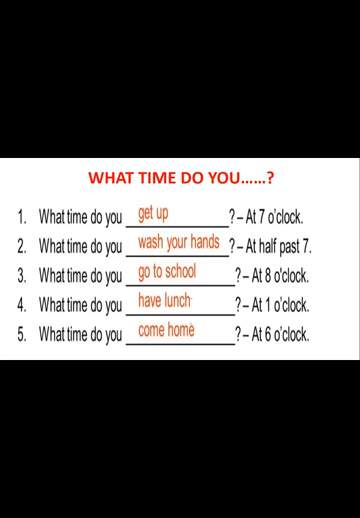 WHAT TIME DO YOU......?
1. What time do you get up ? – At 7 o'clock.
2. What time do you wash your hands ? – At half past 7.
3. What time do you go to school ? – At 8 o'clock.
4. What time do you have lunch ? – At 1 o'clock.
5. What time do you come home ? – At 6 o'clock.